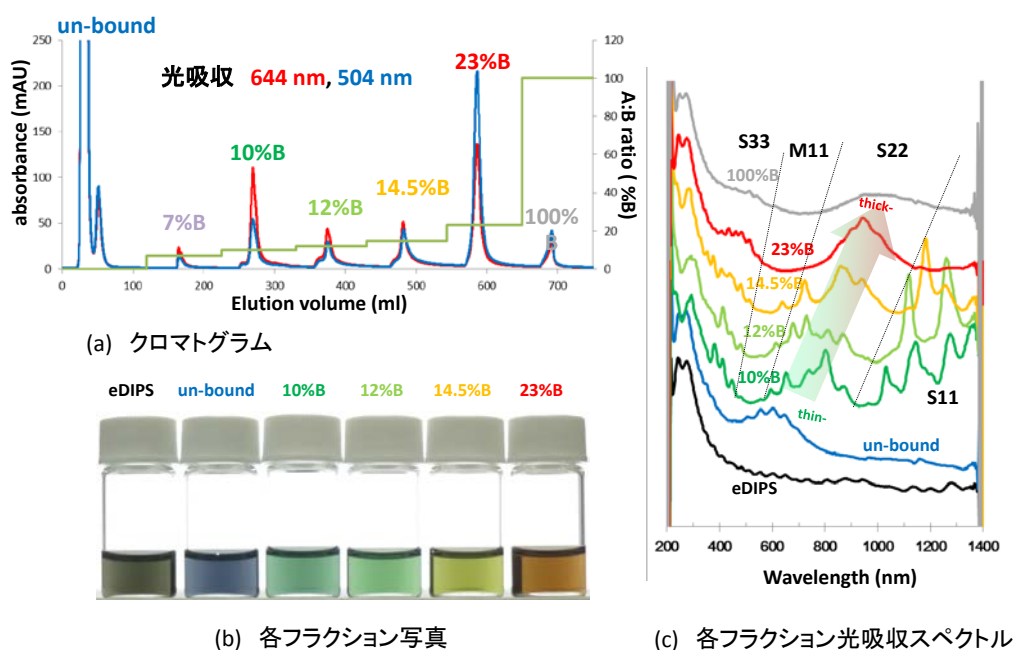 un-bound
光吸収 644 nm, 504 nm
absorbance (mAU)
250
200
150
100
50
0
7%B
10%B
12%B
14.5%B
23%B
100%
B
120
100
80
60
40
20
0
A:B ratio ( %B)
0 100 200 300 400 500 600 700
Elution volume (ml)
(a) クロマトグラム
eDIPS un-bound 10%B 12%B 14.5%B 23%B
(b) 各フラクション写真
S33 M11 S22
100%B
thick-
23%B
14.5%B
12%B
10%B
S11
thin-
un-bound
eDIPS
200 400 600 800 1000 1200 1400
Wavelength (nm)
(c) 各フラクション光吸収スペクトル